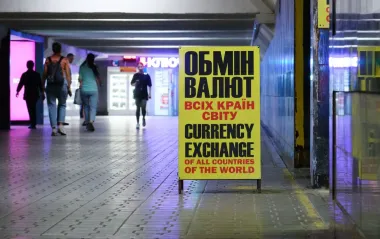 ОБМІН
ВАЛЮТ
ВСІХ КРАЇН
СВІТУ
CURRENCY
EXCHANGE
OF ALL COUNTRIES
OF THE WORLD